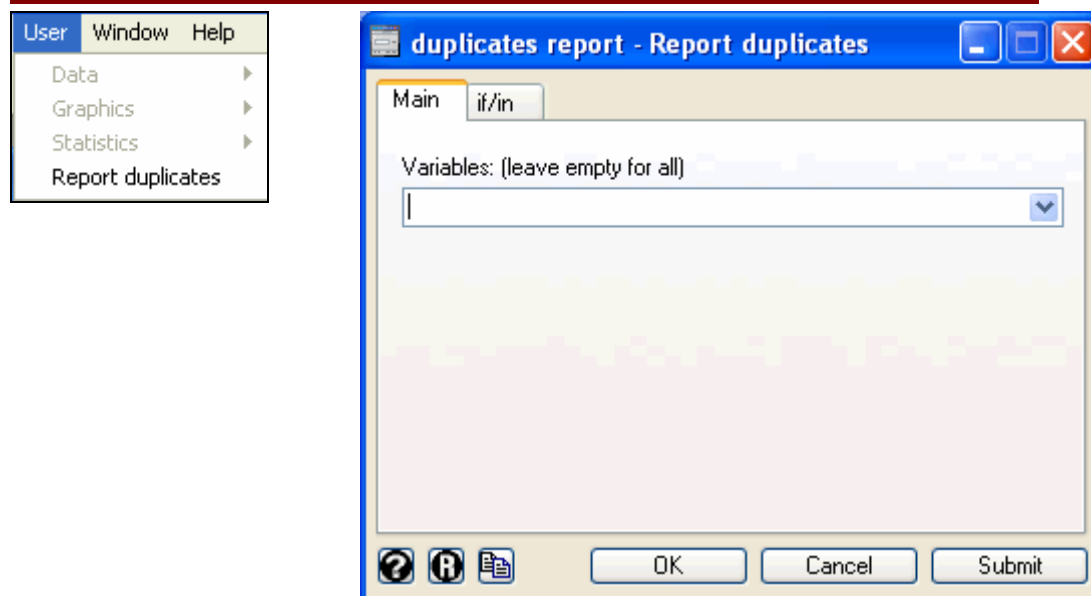 User Window Help
Data
Graphics
Statistics
Report duplicates
duplicates report - Report duplicates
Main if/in
Variables: (leave empty for all)
? R OK Cancel Submit